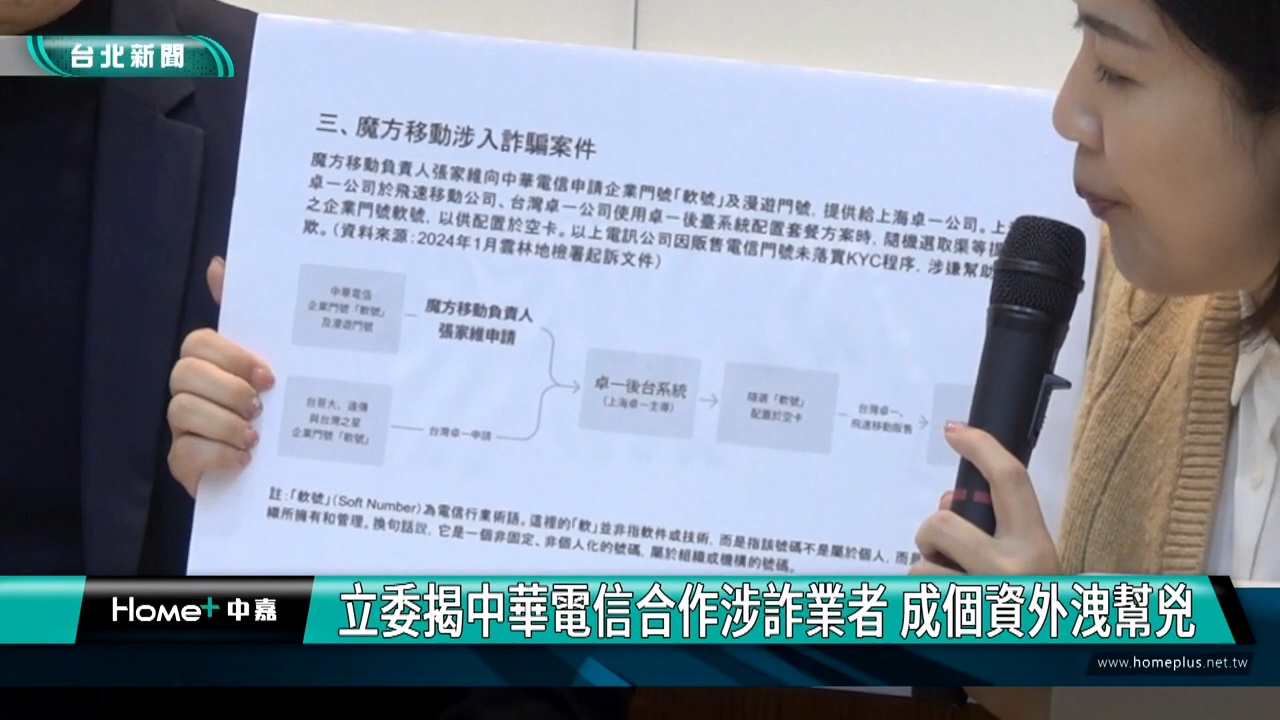 台北新聞
三、魔方移動涉入詐騙案件
魔方移動負責人張家維向中華電信申請企業門號「軟號」及漫遊門號，提供給上海卓一公司。上
卓一公司於飛速移動公司、台灣卓一公司使用卓一後臺系統配置套餐方案時，隨機選取渠等提
之企業門號軟號，以供配置於空卡。以上電訊公司因販售電信門號未落實KYC程序，涉嫌幫助
欺。（資料來源：2024年1月雲林地檢署起訴文件）
中華電信
企業門號「軟號」
及漫遊門號
魔方移動負責人
張家維申請
台哥大、遠傳
與台灣之星
企業門號「軟號」
台灣卓一申請
卓一後台系統
(上海卓一主導)
隨選「軟號」
配置於空卡
台灣卓一、
飛速移動販售
註：「軟號」（Soft Number）為電信行業術語。這裡的「軟」並非指軟件或技術，而是指該號碼不是屬於個人，而是
織所擁有和管理。換句話說，它是一個非固定、非個人化的號碼，屬於組織或機構的號碼。
Home+中嘉
立委揭中華電信合作涉詐業者 成個資外洩幫兇
www.homeplus.net.tw